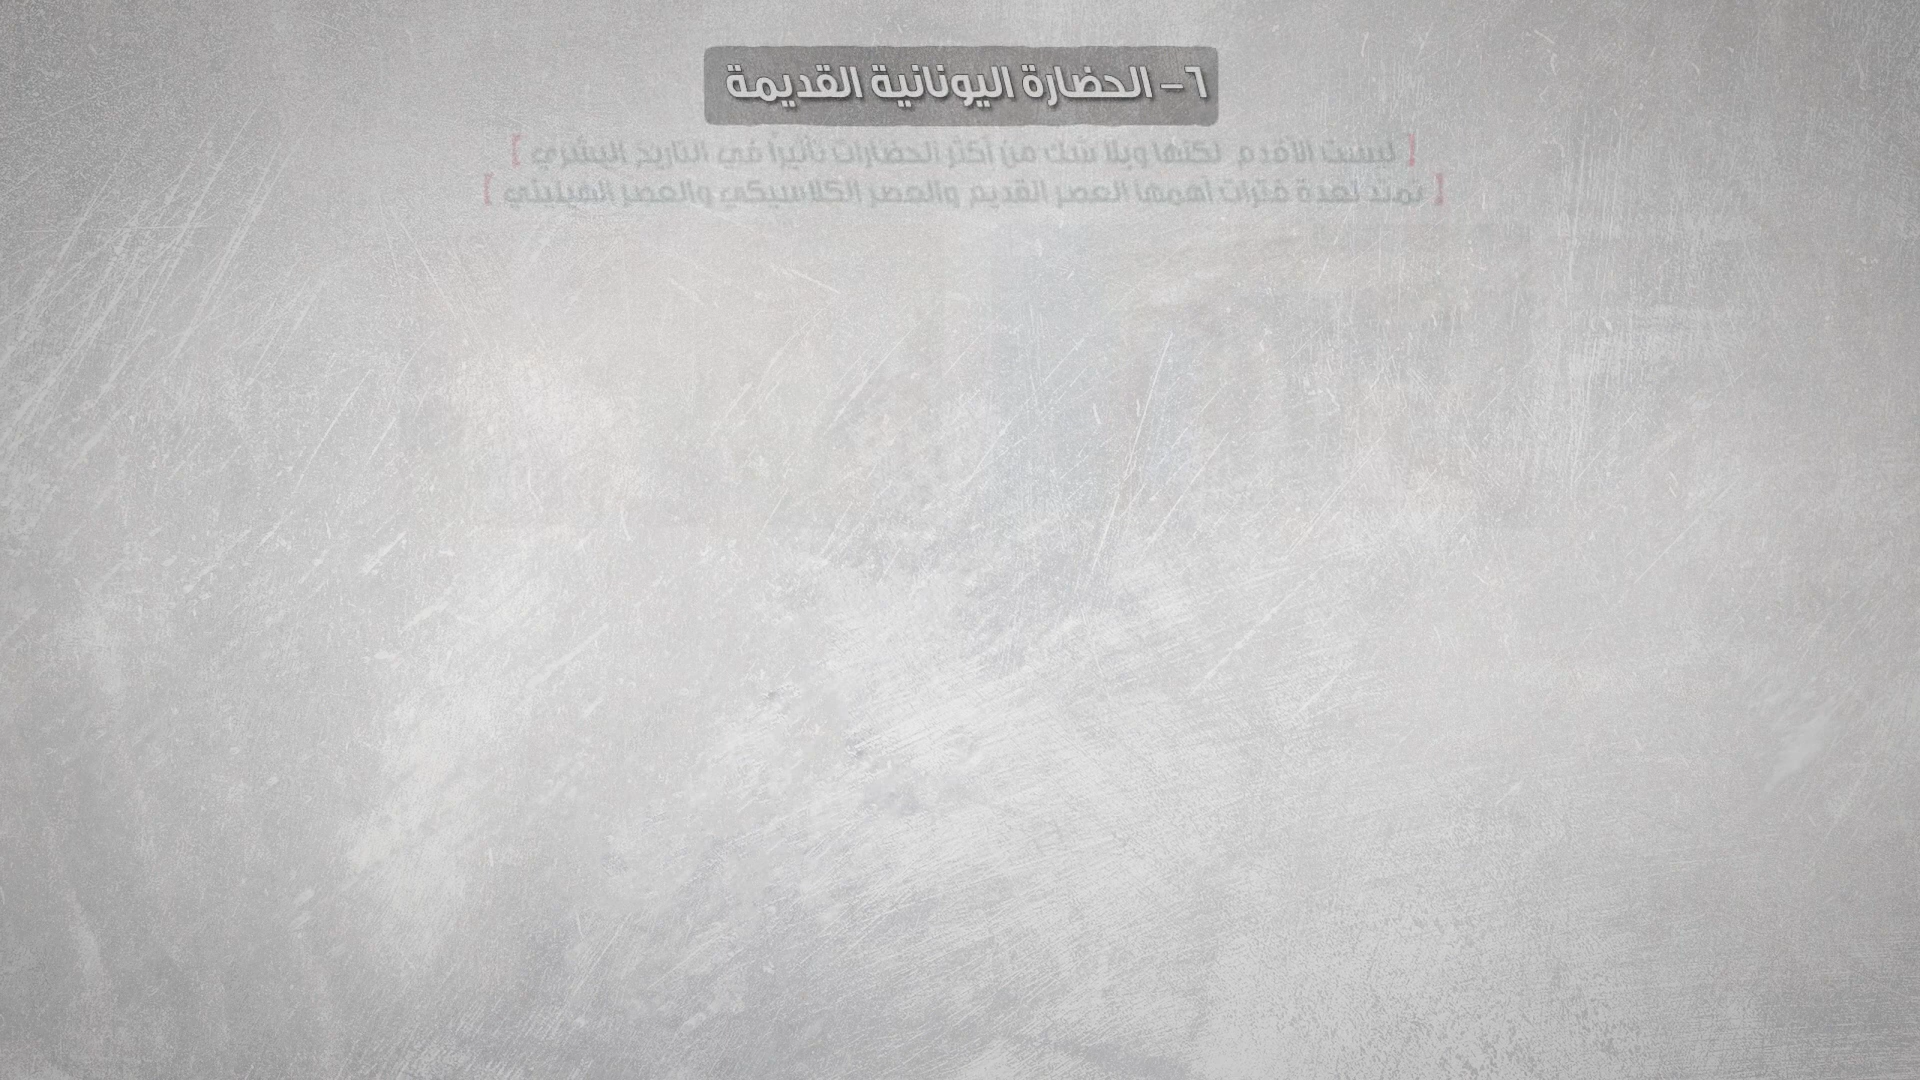 ٦- الحضارة اليونانية القديمة
[ ليست الأقدم لكنها وبلا شك من أكثر الحضارات تأثيراً في التاريخ البشري ]
[ تمتد لعدة فترات أهمها العصر القديم والعصر الكلاسيكي والعصر الهيلينستي ]